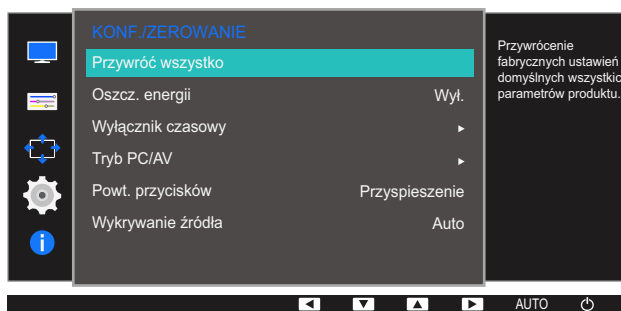 KONF./ZEROWANIE
Przywróć wszystko
Oszcz. energii Wył.
Wyłącznik czasowy
Tryb PC/AV
Powt. przycisków Przyspieszenie
Wykrywanie źródła Auto
Przywrócenie
fabrycznych ustawień
domyślnych wszystkic
parametrów produktu.
AUTO